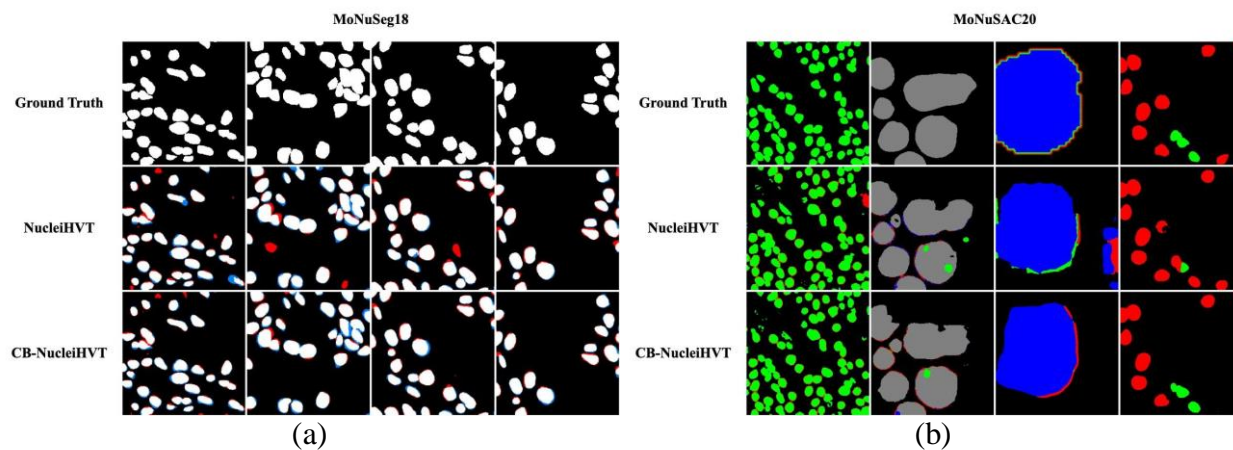 MoNuSeg18
Ground Truth
NucleiHVT
CB-NucleiHVT
(a)
MoNuSAC20
Ground Truth
NucleiHVT
CB-NucleiHVT
(b)